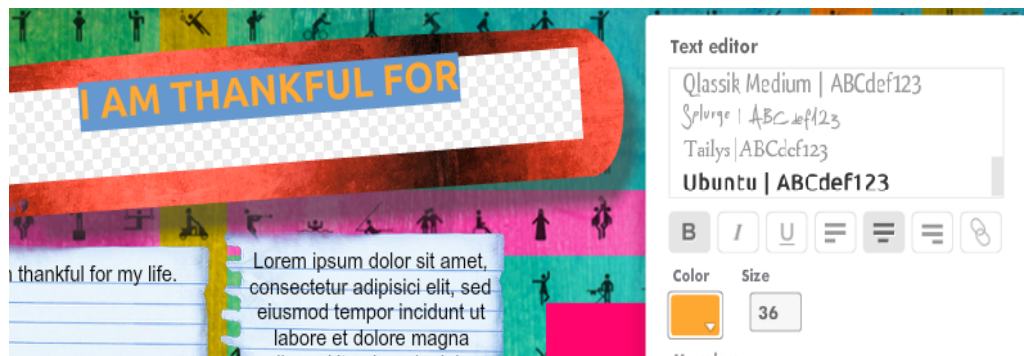 I AM THANKFUL FOR
thankful for my life.
Lorem ipsum dolor sit amet,
consectetur adipisici elit, sed
eiusmod tempor incidunt ut
labore et dolore magna
Text editor
Qlassik Medium | ABCdef123
Splurge | ABCdef123
Tailys | ABCdef123
Ubuntu | ABCdef123
B I U
Color Size
36